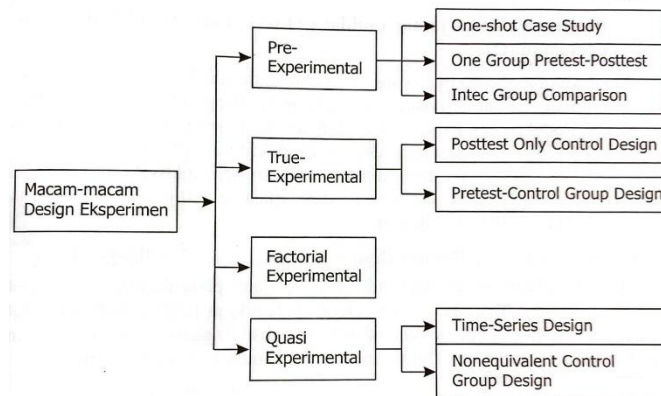 Macam-macam
Design Eksperimen
Pre-
Experimental
One-shot Case Study
One Group Pretest-Posttest
Intec Group Comparison
True-
Experimental
Posttest Only Control Design
Pretest-Control Group Design
Factorial
Experimental
Quasi
Experimental
Time-Series Design
Nonequivalent Control
Group Design